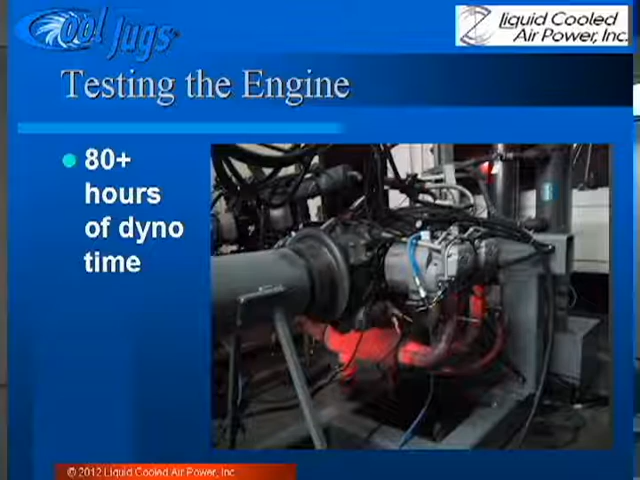 Cool Jugs
Liquid Cooled
Air Power, Inc.
Testing the Engine
80+
hours
of dyno
time
© 2012 Liquid Cooled Air Power, Inc